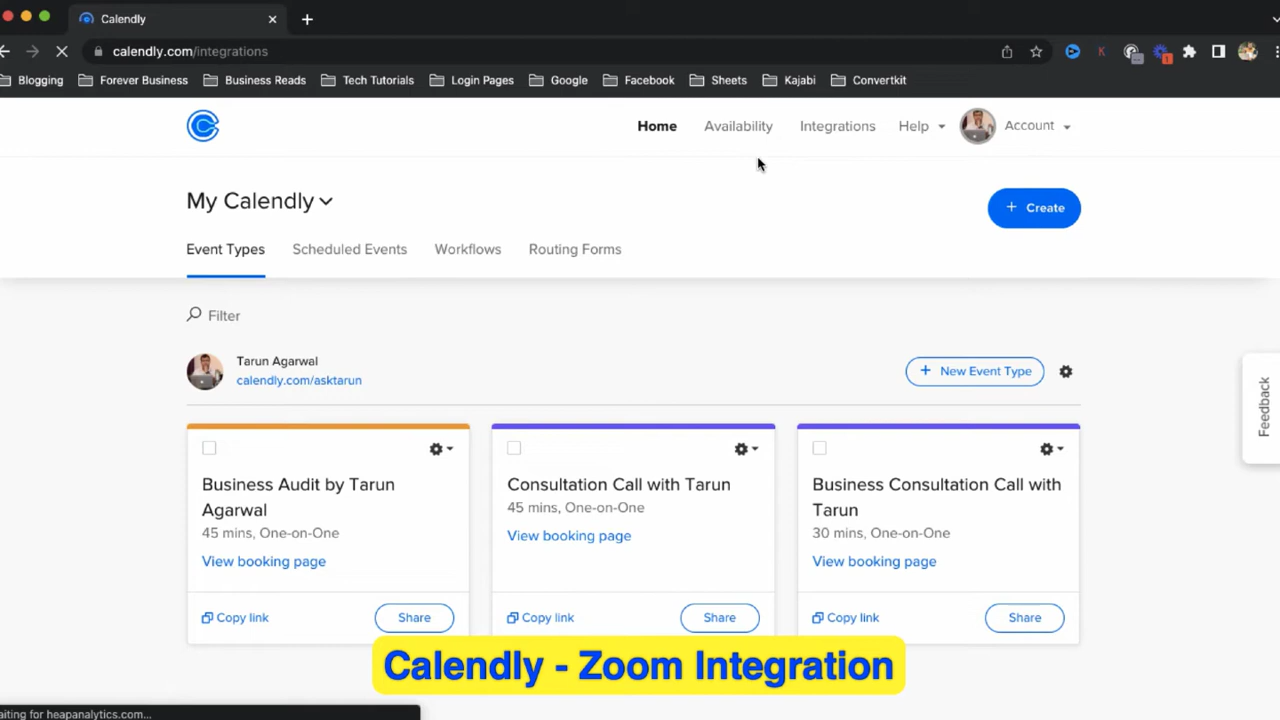 Calendly
calendly.com/integrations
Blogging
Forever Business
Business Reads
Tech Tutorials
Login Pages
Google
Facebook
Sheets
Kajabi
Convertkit
Home
Availability
Integrations
Help
Account
My Calendly
+ Create
Event Types
Scheduled Events
Workflows
Routing Forms
Filter
Tarun Agarwal
calendly.com/asktarun
+ New Event Type
Feedback
Business Audit by Tarun
Agarwal
45 mins, One-on-One
View booking page
Copy link
Share
Consultation Call with Tarun
45 mins, One-on-One
View booking page
Copy link
Share
Business Consultation Call with
Tarun
30 mins, One-on-One
View booking page
Copy link
Share
Calendly - Zoom Integration
aiting for heapanalytics.com...